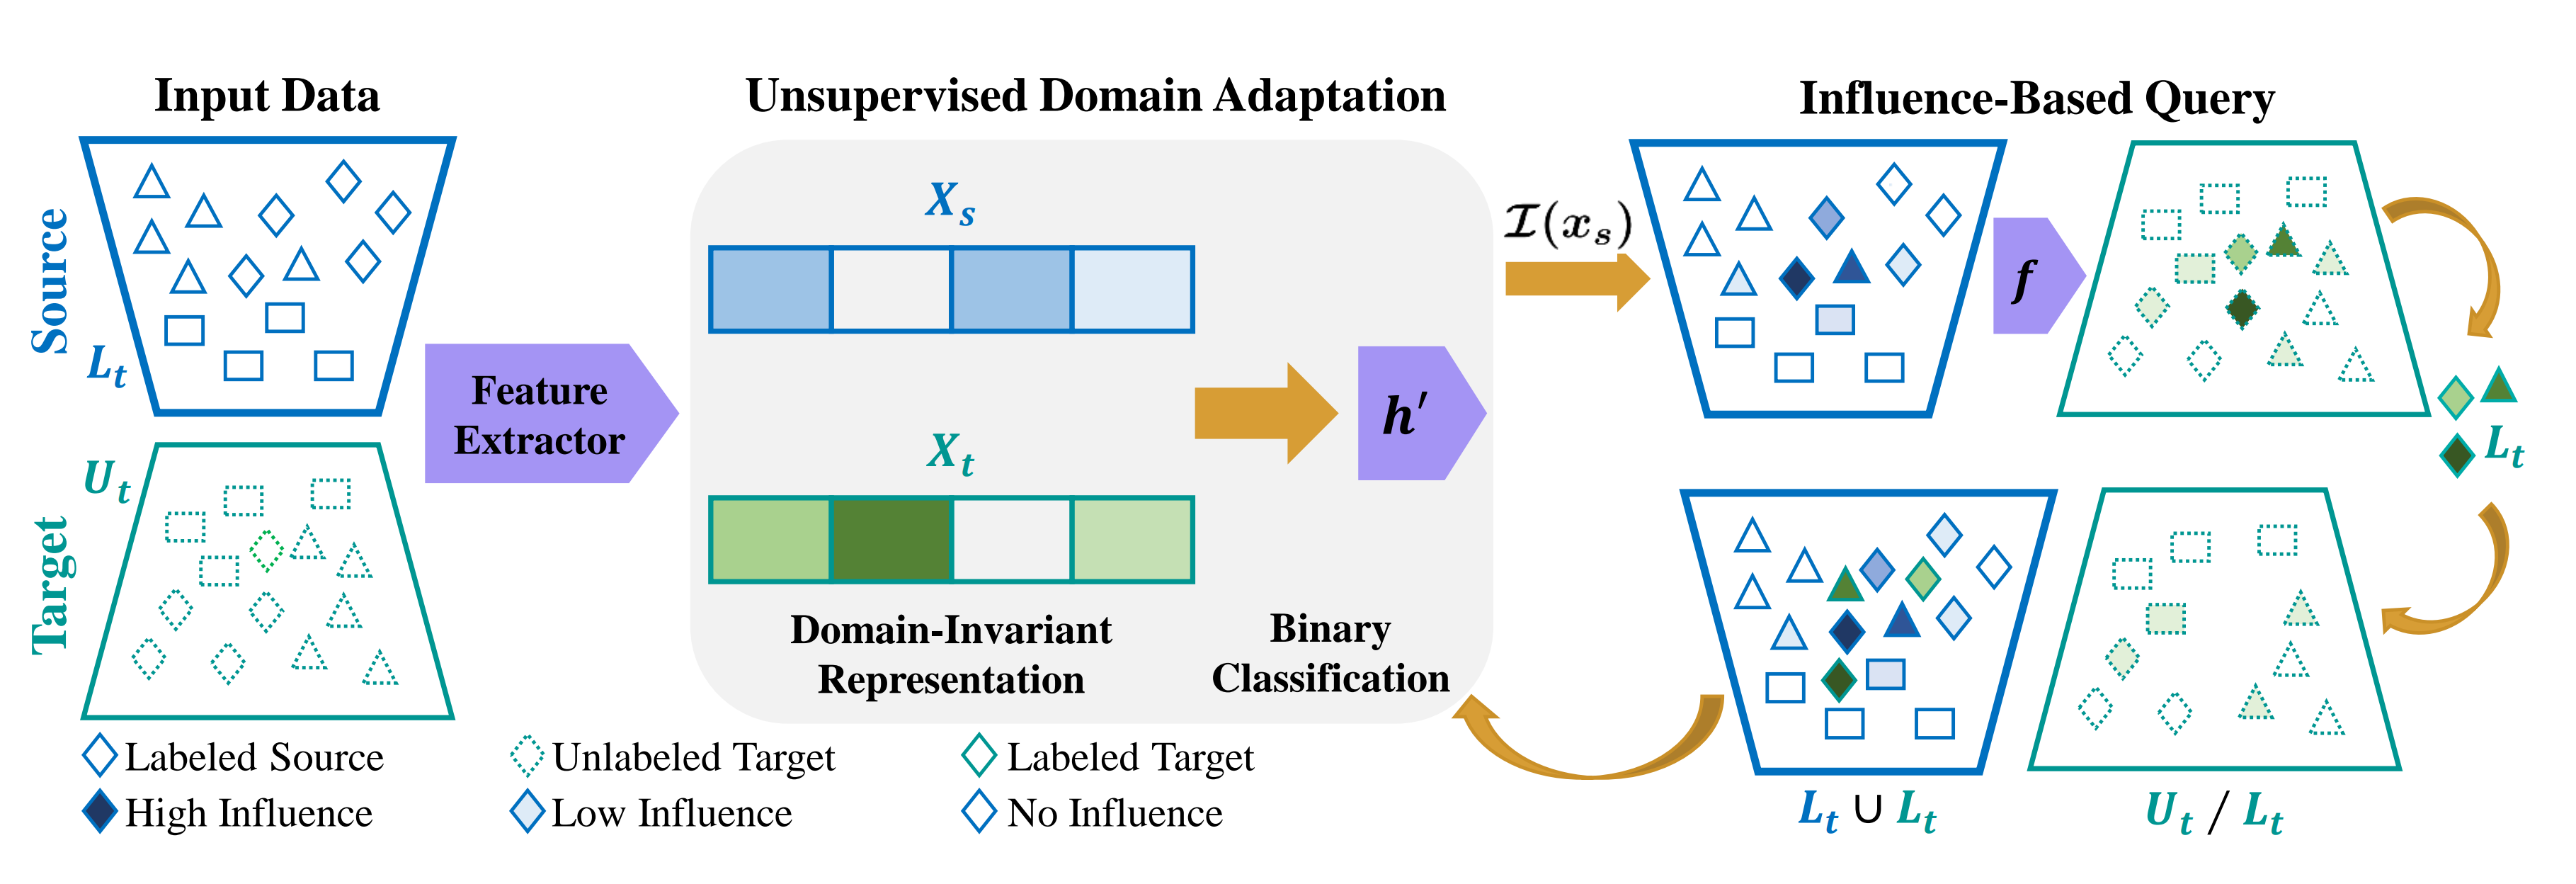 Input Data
Unsupervised Domain Adaptation
Influence-Based Query
Source
L_t
Target
U_t
Feature
Extractor
X_s
X_t
Domain-Invariant
Representation
h′
Binary
Classification
𝓘(x_s)
f
L_t
L_t ∪ L_t
U_t / L_t
Labeled Source
Unlabeled Target
Labeled Target
High Influence
Low Influence
No Influence